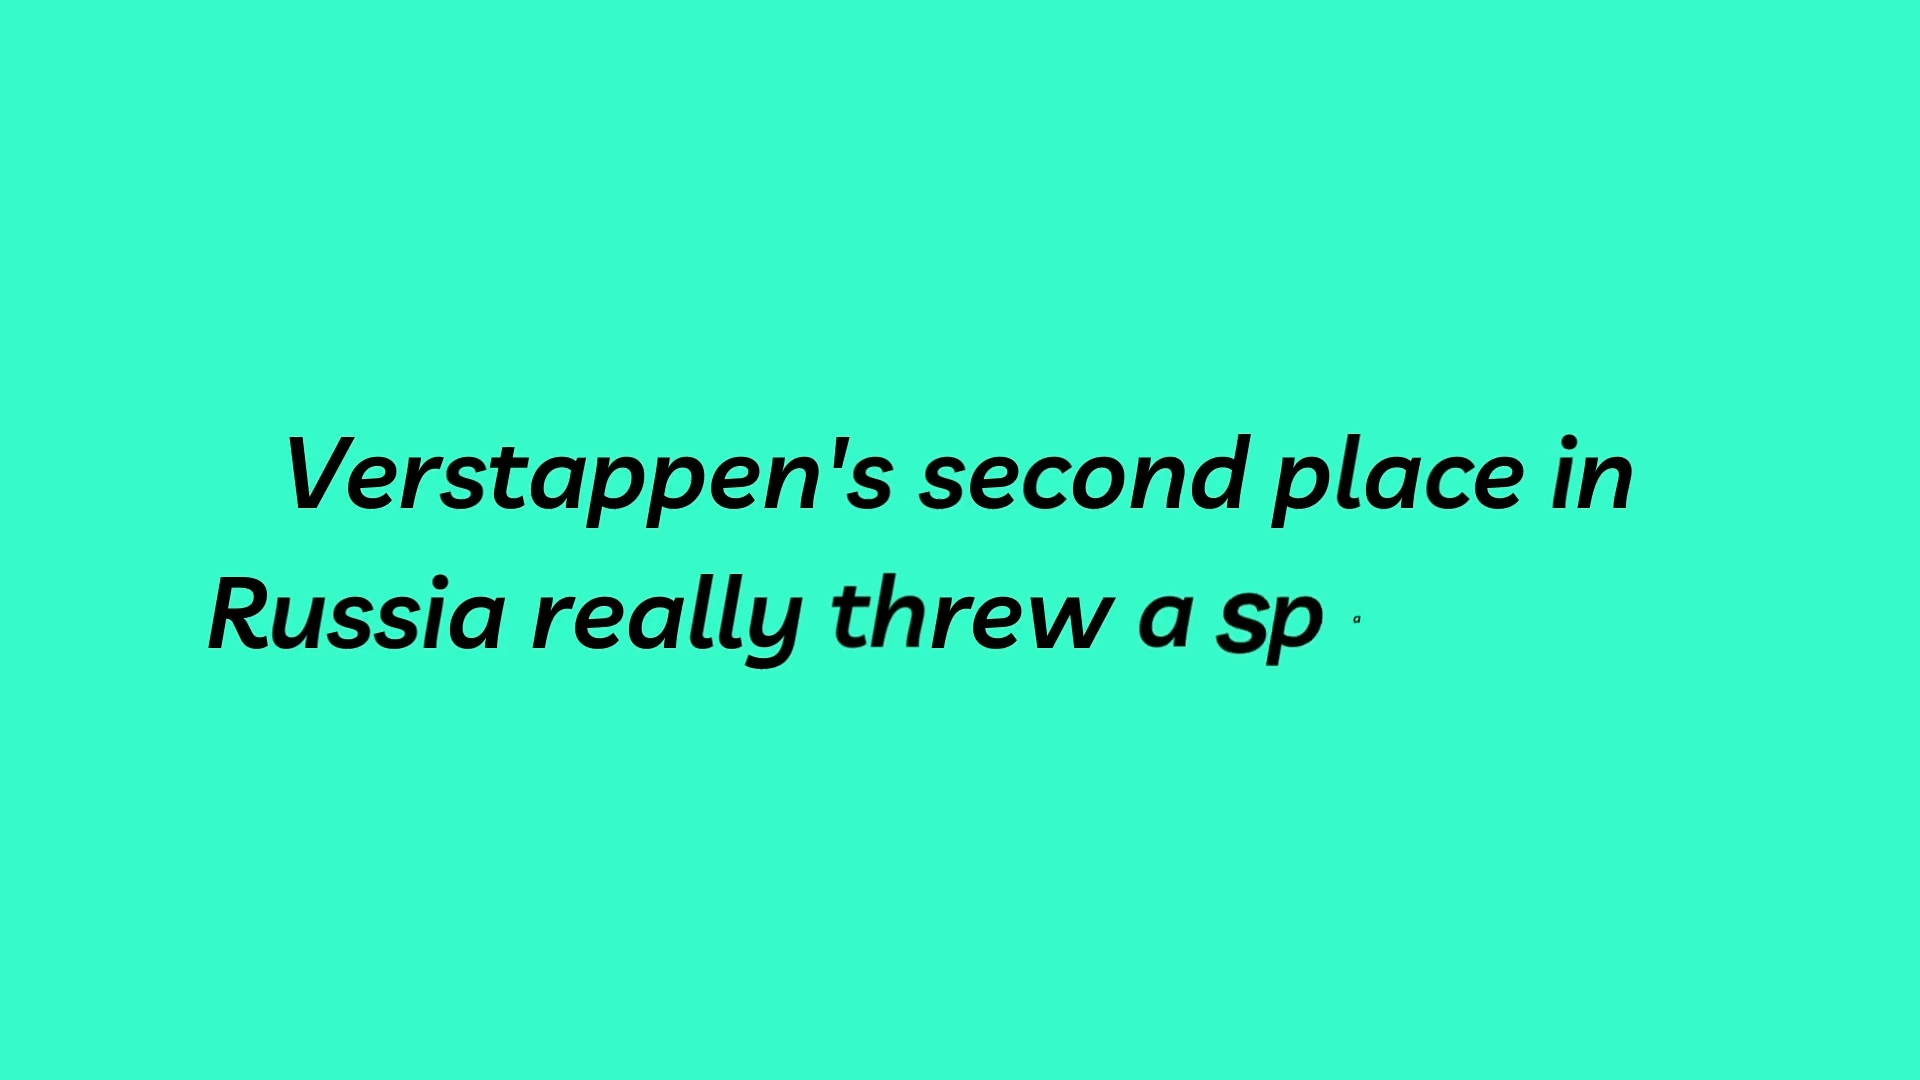 Verstappen's second place in
Russia really threw a sp